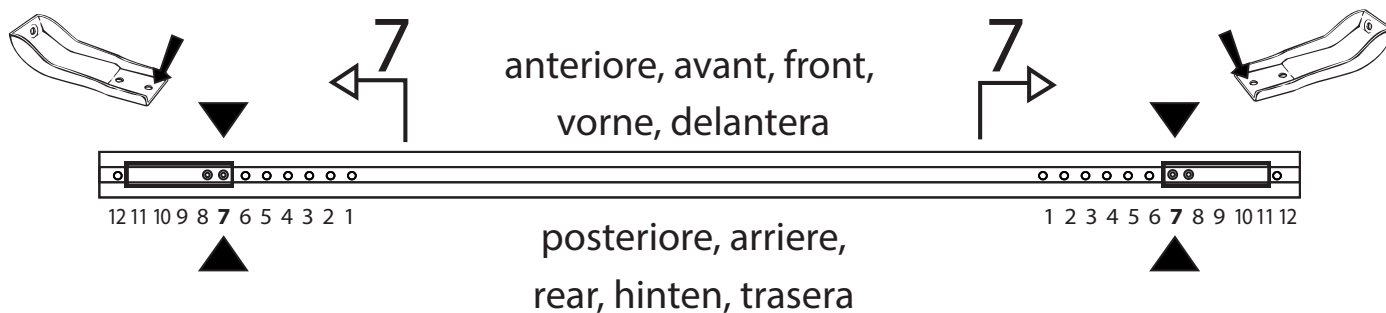 7 7
anteriore, avant, front,
vorne, delantera
12 11 10 9 8 7 6 5 4 3 2 1 1 2 3 4 5 6 7 8 9 10 11 12
posteriore, arriere,
rear, hinten, trasera